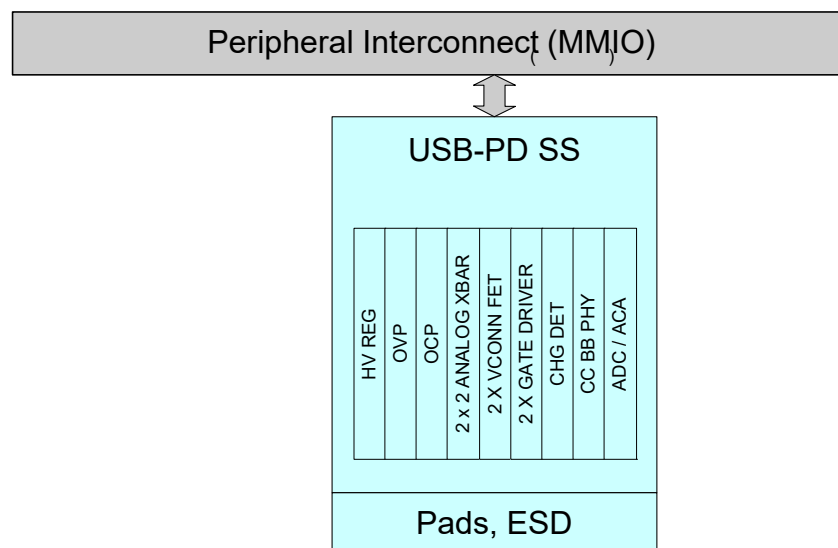 Peripheral Interconnect (MMIO)
USB-PD SS
HV REG
OVP
OCP
2 x 2 ANALOG XBAR
2 X VCONN FET
2 X GATE DRIVER
CHG DET
CC BB PHY
ADC / ACA
Pads, ESD